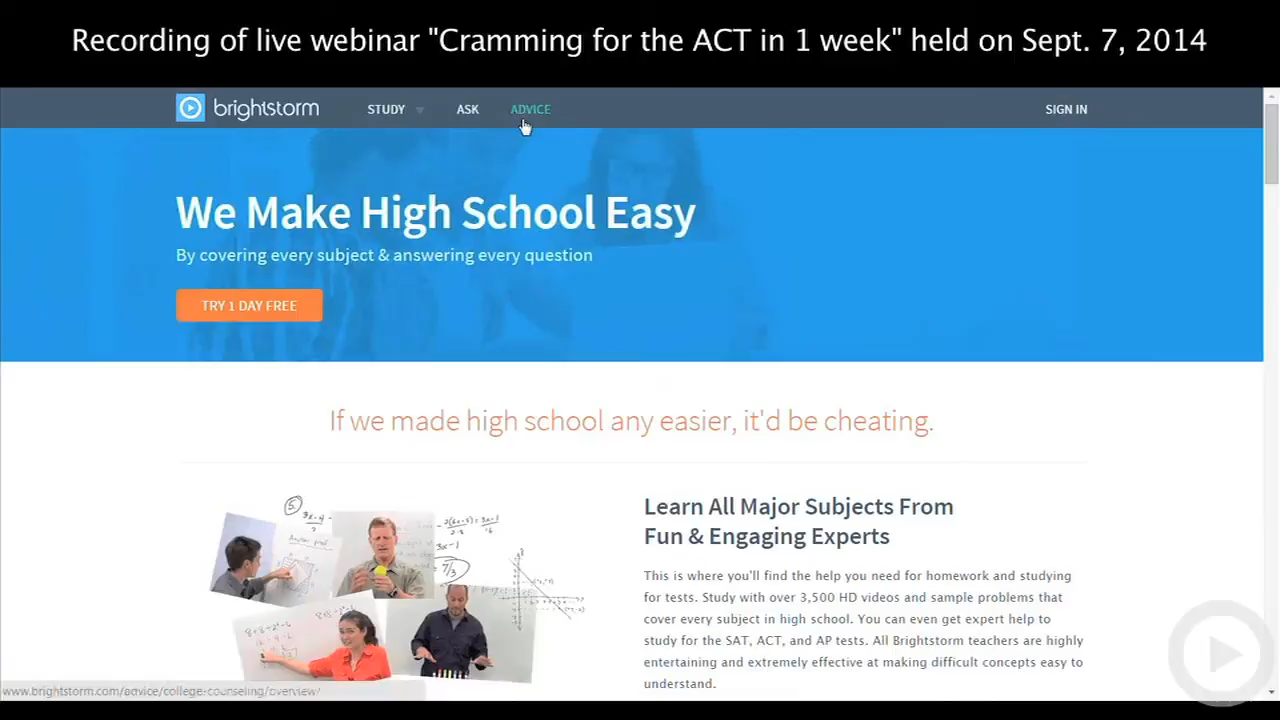 Recording of live webinar "Cramming for the ACT in 1 week" held on Sept. 7, 2014
brightstorm STUDY ASK ADVICE SIGN IN
We Make High School Easy
By covering every subject & answering every question
TRY 1 DAY FREE
If we made high school any easier, it'd be cheating.
Learn All Major Subjects From
Fun & Engaging Experts
This is where you'll find the help you need for homework and studying
for tests. Study with over 3,500 HD videos and sample problems that
cover every subject in high school. You can even get expert help to
study for the SAT, ACT, and AP tests. All Brightstorm teachers are highly
entertaining and extremely effective at making difficult concepts easy to
understand.
www.brightstorm.com/advice/college-counseling/overview/